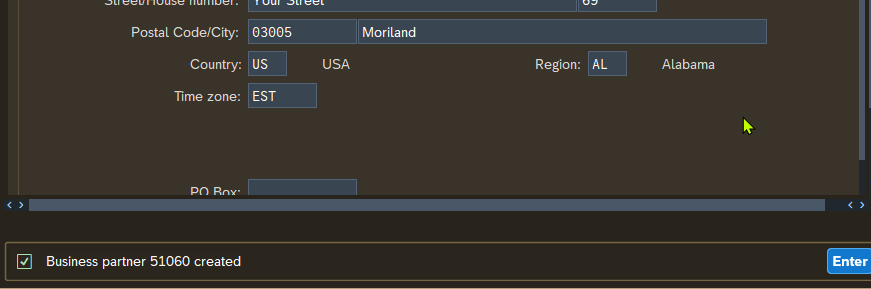 Street/House number: Your Street 69
Postal Code/City: 03005 Moriland
Country: US USA Region: AL Alabama
Time zone: EST
PO Box:
Business partner 51060 created Enter